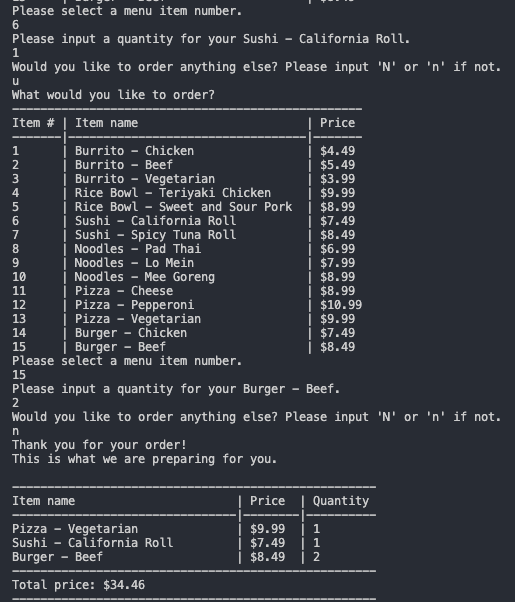 Please select a menu item number.
6
Please input a quantity for your Sushi – California Roll.
1
Would you like to order anything else? Please input 'N' or 'n' if not.
u
What would you like to order?
Item # | Item name | Price
1 | Burrito – Chicken | $4.49
2 | Burrito – Beef | $5.49
3 | Burrito – Vegetarian | $3.99
4 | Rice Bowl – Teriyaki Chicken | $9.99
5 | Rice Bowl – Sweet and Sour Pork | $8.99
6 | Sushi – California Roll | $7.49
7 | Sushi – Spicy Tuna Roll | $8.49
8 | Noodles – Pad Thai | $6.99
9 | Noodles – Lo Mein | $7.99
10 | Noodles – Mee Goreng | $8.99
11 | Pizza – Cheese | $8.99
12 | Pizza – Pepperoni | $10.99
13 | Pizza – Vegetarian | $9.99
14 | Burger – Chicken | $7.49
15 | Burger – Beef | $8.49
Please select a menu item number.
15
Please input a quantity for your Burger – Beef.
2
Would you like to order anything else? Please input 'N' or 'n' if not.
n
Thank you for your order!
This is what we are preparing for you.
Item name | Price | Quantity
Pizza – Vegetarian | $9.99 | 1
Sushi – California Roll | $7.49 | 1
Burger – Beef | $8.49 | 2
Total price: $34.46